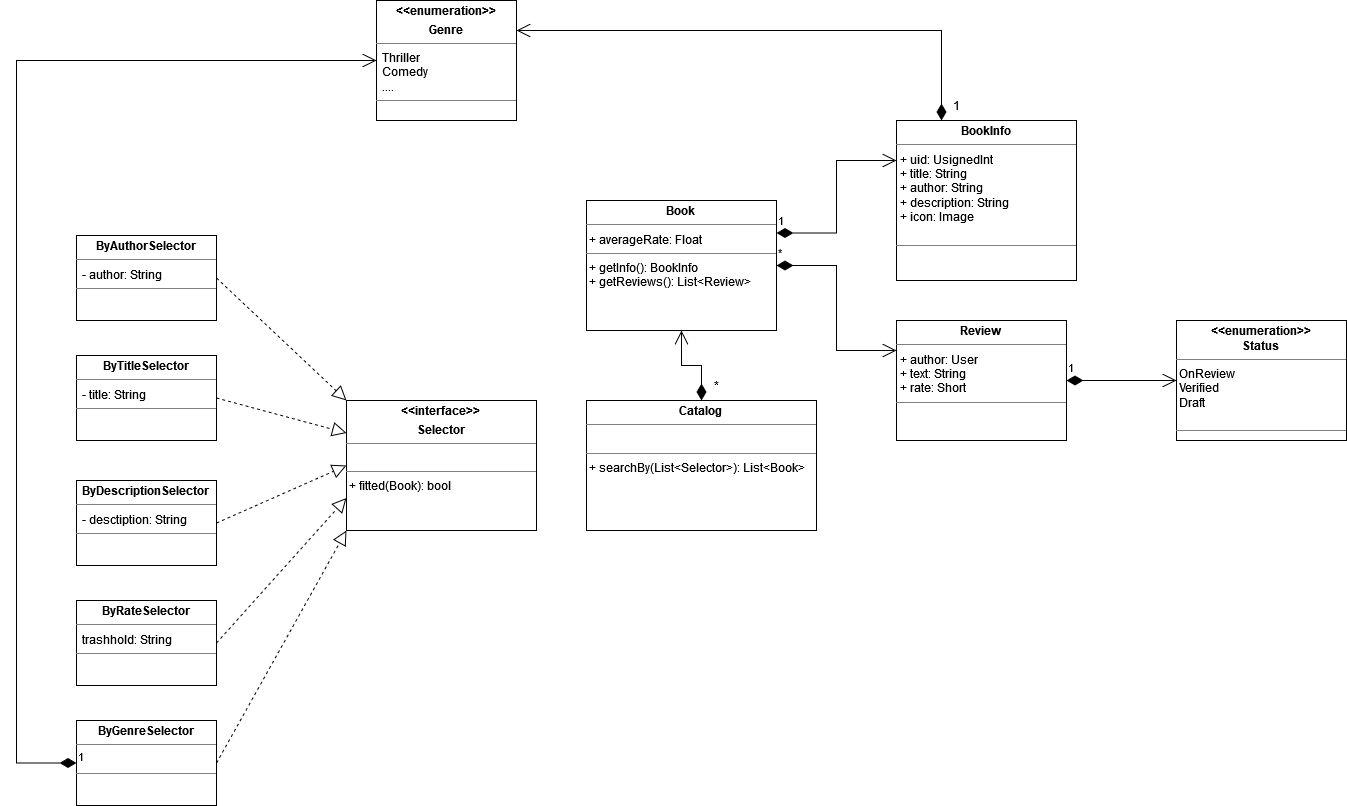 <<enumeration>>
Genre
Thriller
Comedy
....
1
BookInfo
+ uid: UsignedInt
+ title: String
+ author: String
+ description: String
+ icon: Image
Book
+ averageRate: Float
+ getInfo(): BookInfo
+ getReviews(): List<Review>
1
*
ByAuthorSelector
- author: String
ByTitleSelector
- title: String
ByDescriptionSelector
- desctiption: String
ByRateSelector
trashhold: String
ByGenreSelector
1
<<interface>>
Selector
+ fitted(Book): bool
*
Catalog
+ searchBy(List<Selector>): List<Book>
Review
+ author: User
+ text: String
+ rate: Short
1
<<enumeration>>
Status
OnReview
Verified
Draft